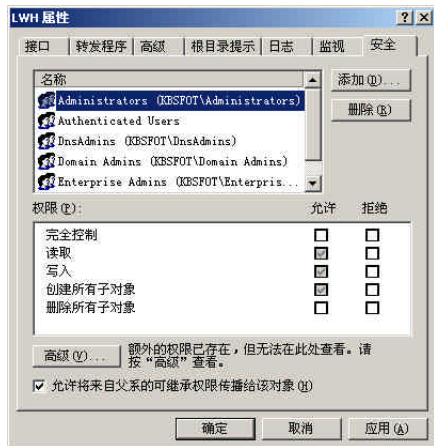 LWH 属性
接口 转发程序 高级 根目录提示 日志 监视 安全
名称
添加(D)...
Administrators (KBSFOT\Administrators)
删除(R)
Authenticated Users
DnsAdmins (KBSFOT\DnsAdmins)
Domain Admins (KBSFOT\Domain Admins)
Enterprise Admins (KBSFOT\Enterpris...
权限(P): 允许 拒绝
完全控制
读取
写入
创建所有子对象
删除所有子对象
高级(V)...
额外的权限已存在，但无法在此处查看。请
按“高级”查看。
允许将来自父系的可继承权限传播给该对象(H)
确定 取消 应用(A)